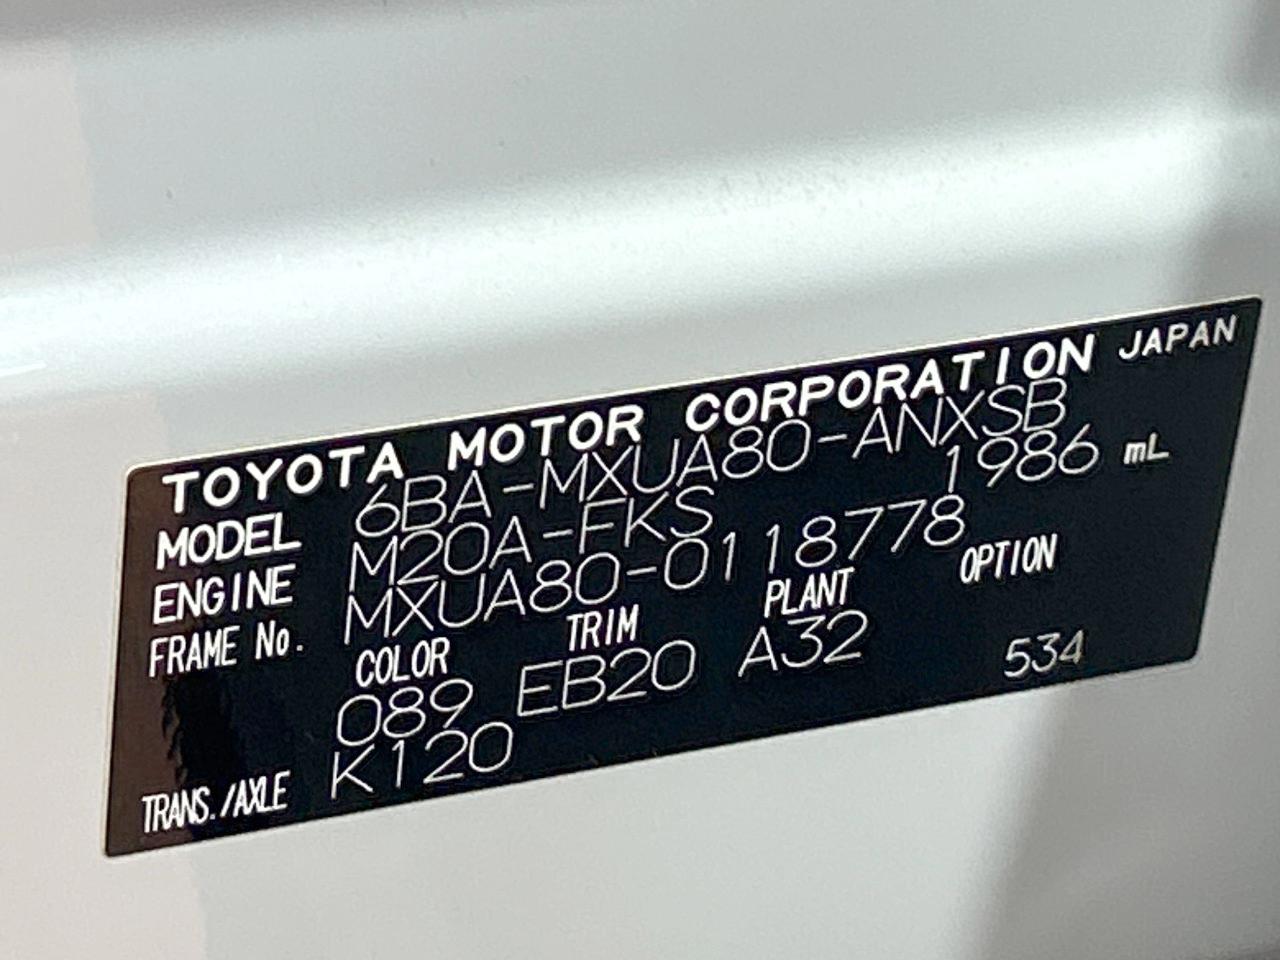 TOYOTA MOTOR CORPORATION JAPAN
MODEL 6BA-MXUA80-ANXSB
ENGINE M20A-FKS 1986 mL
FRAME No. MXUA80-0118778
COLOR TRIM PLANT OPTION
089 EB20 A32 534
TRANS./AXLE K120